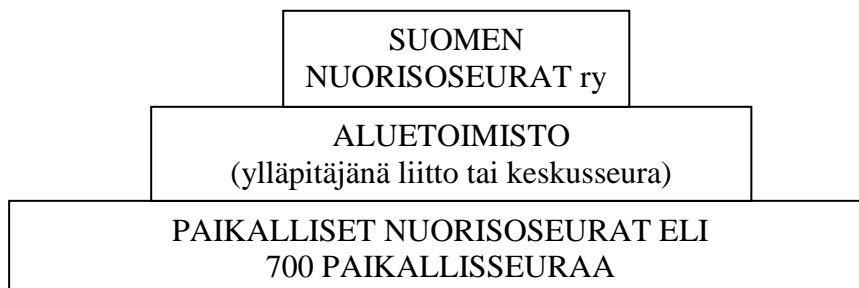 SUOMEN
NUORISOSEURAT ry
ALUETOIMISTO
(ylläpitäjänä liitto tai keskusseura)
PAIKALLISET NUORISOSEURAT ELI
700 PAIKALLISSEURAA